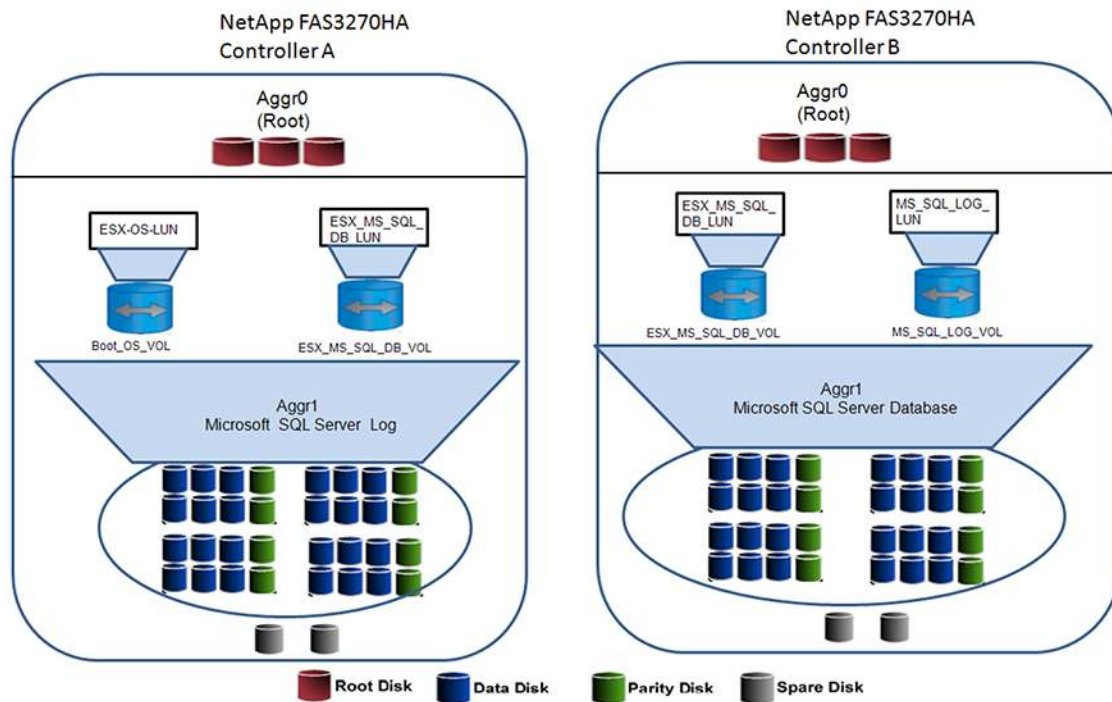 NetApp FAS3270HA
Controller A
Aggr0
(Root)
ESX-OS-LUN
ESX_MS_SQL_
DB_LUN
Boot_OS_VOL
ESX_MS_SQL_DB_VOL
Aggr1
Microsoft SQL Server Log
NetApp FAS3270HA
Controller B
Aggr0
(Root)
ESX_MS_SQL_
DB_LUN
MS_SQL_LOG_
LUN
ESX_MS_SQL_DB_VOL
MS_SQL_LOG_VOL
Aggr1
Microsoft SQL Server Database
Root Disk
Data Disk
Parity Disk
Spare Disk